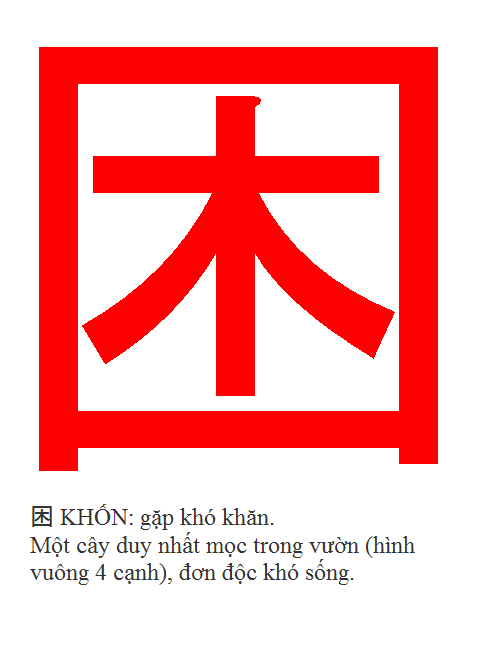 困
困 KHỐN: gặp khó khăn.
Một cây duy nhất mọc trong vườn (hình
vuông 4 cạnh), đơn độc khó sống.